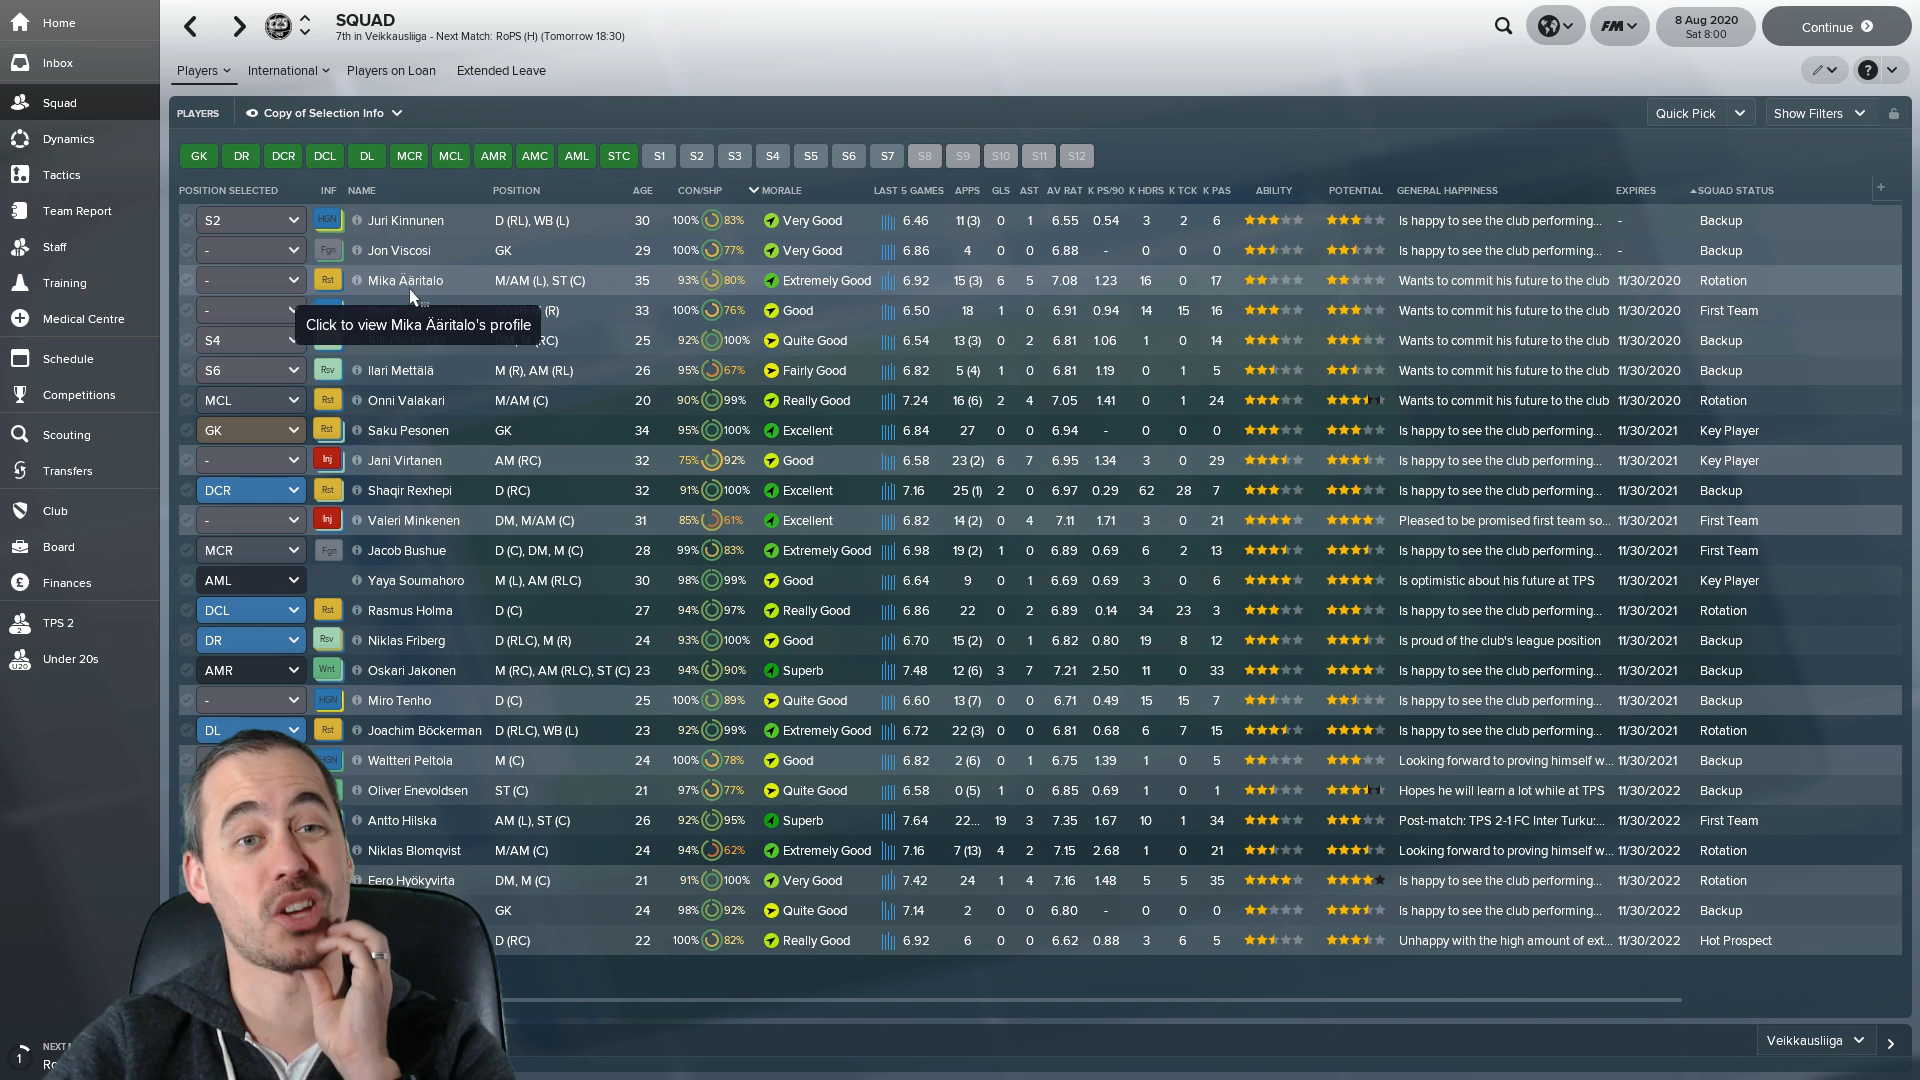 Home
Inbox
Squad
Dynamics
Tactics
Team Report
Staff
Training
Medical Centre
Schedule
Competitions
Scouting
Transfers
Club
Board
Finances
TPS 2
Under 20s
SQUAD
7th in Veikkausliiga - Next Match: RoPS (H) (Tomorrow 18:30)
FM
8 Aug 2020
Sat 8:00
Continue
Players International Players on Loan Extended Leave
PLAYERS Copy of Selection Info Quick Pick Show Filters
GK DR DCR DCL DL MCR MCL AMR AMC AML STC S1 S2 S3 S4 S5 S6 S7 S8 S9 S10 S11 S12
POSITION SELECTED INF NAME POSITION AGE CON/SHP MORALE LAST 5 GAMES APPS GLS AST AV RAT K PS/90 K HDRS K TCK K PAS ABILITY POTENTIAL GENERAL HAPPINESS EXPIRES SQUAD STATUS
S2 HGN Juri Kinnunen D (RL), WB (L) 30 100% 83% Very Good 6.46 11 (3) 0 1 6.55 0.54 3 2 6 Is happy to see the club performing... - Backup
- Fgn Jon Viscosi GK 29 100% 77% Very Good 6.86 4 0 0 6.88 - 0 0 0 Is happy to see the club performing... - Backup
- Rst Mika Ääritalo M/AM (L), ST (C) 35 93% 80% Extremely Good 6.92 15 (3) 6 5 7.08 1.23 16 0 17 Wants to commit his future to the club 11/30/2020 Rotation
- (R) 33 100% 76% Good 6.50 18 1 0 6.91 0.94 14 15 16 Wants to commit his future to the club 11/30/2020 First Team
Click to view Mika Ääritalo's profile
S4 (RC) 25 92% 100% Quite Good 6.54 13 (3) 0 2 6.81 1.06 1 0 14 Wants to commit his future to the club 11/30/2020 Backup
S6 Rsv Ilari Mettälä M (R), AM (RL) 26 95% 67% Fairly Good 6.82 5 (4) 0 1 6.81 1.19 0 1 5 Wants to commit his future to the club 11/30/2020 Backup
MCL Rst Onni Valakari M/AM (C) 20 90% 99% Really Good 7.24 16 (6) 2 4 7.05 1.41 0 1 24 Wants to commit his future to the club 11/30/2020 Rotation
GK Rst Saku Pesonen GK 34 95% 100% Excellent 6.84 27 0 0 6.94 - 0 0 0 Is happy to see the club performing... 11/30/2021 Key Player
- Inj Jani Virtanen AM (RC) 32 75% 92% Good 6.58 23 (2) 6 7 6.95 1.34 3 0 29 Is happy to see the club performing... 11/30/2021 Key Player
DCR Rst Shaqir Rexhepi D (RC) 32 91% 100% Excellent 7.16 25 (1) 2 0 6.97 0.29 62 28 7 Is happy to see the club performing... 11/30/2021 Backup
- Inj Valeri Minkenen DM, M/AM (C) 31 85% 61% Excellent 6.82 14 (2) 0 4 7.11 1.71 3 0 21 Pleased to be promised first team so... 11/30/2021 First Team
MCR Fgn Jacob Bushue D (C), DM, M (C) 28 99% 83% Extremely Good 6.98 19 (2) 1 0 6.89 0.69 6 2 13 Is happy to see the club performing... 11/30/2021 First Team
AML Yaya Soumahoro M (L), AM (RLC) 30 98% 99% Good 6.64 9 0 1 6.69 0.69 3 0 6 Is optimistic about his future at TPS 11/30/2021 Key Player
DCL Rst Rasmus Holma D (C) 27 94% 97% Really Good 6.86 22 0 2 6.89 0.14 34 23 3 Is happy to see the club performing... 11/30/2021 Rotation
DR Rsv Niklas Friberg D (RLC), M (R) 24 93% 100% Good 6.70 15 (2) 0 1 6.82 0.80 19 8 12 Is proud of the club's league position 11/30/2021 Backup
AMR Wnt Oskari Jakonen M (RC), AM (RLC), ST (C) 23 94% 90% Superb 7.48 12 (6) 3 7 7.21 2.50 11 0 33 Is happy to see the club performing... 11/30/2021 Backup
- HGN Miro Tenho D (C) 25 100% 89% Quite Good 6.60 13 (7) 0 0 6.71 0.49 15 15 7 Is happy to see the club performing... 11/30/2021 Backup
DL Rst Joachim Böckerman D (RLC), WB (L) 23 92% 99% Extremely Good 6.72 22 (3) 0 1 6.81 0.68 6 7 15 Is happy to see the club performing... 11/30/2021 Rotation
HGN Waltteri Peltola M (C) 24 100% 78% Good 6.82 2 (6) 0 1 6.75 1.39 1 0 5 Looking forward to proving himself w... 11/30/2021 Backup
Oliver Enevoldsen ST (C) 21 97% 77% Quite Good 6.58 0 (5) 1 0 6.85 0.69 1 0 1 Hopes he will learn a lot while at TPS 11/30/2022 Backup
Antto Hilska AM (L), ST (C) 26 92% 95% Superb 7.64 22... 19 3 7.35 1.67 10 1 34 Post-match: TPS 2-1 FC Inter Turku:... 11/30/2022 First Team
Niklas Blomqvist M/AM (C) 24 94% 62% Extremely Good 7.16 7 (13) 4 2 7.15 2.68 1 0 21 Looking forward to proving himself w... 11/30/2022 Rotation
Eero Hyökyvirta DM, M (C) 21 91% 100% Very Good 7.42 24 1 4 7.16 1.48 5 5 35 Is happy to see the club performing... 11/30/2022 Rotation
GK 24 98% 92% Quite Good 7.14 2 0 0 6.80 - 0 0 0 Is happy to see the club performing... 11/30/2022 Backup
D (RC) 22 100% 82% Really Good 6.92 6 0 0 6.62 0.88 3 6 5 Unhappy with the high amount of ext... 11/30/2022 Hot Prospect
1
Veikkausliiga